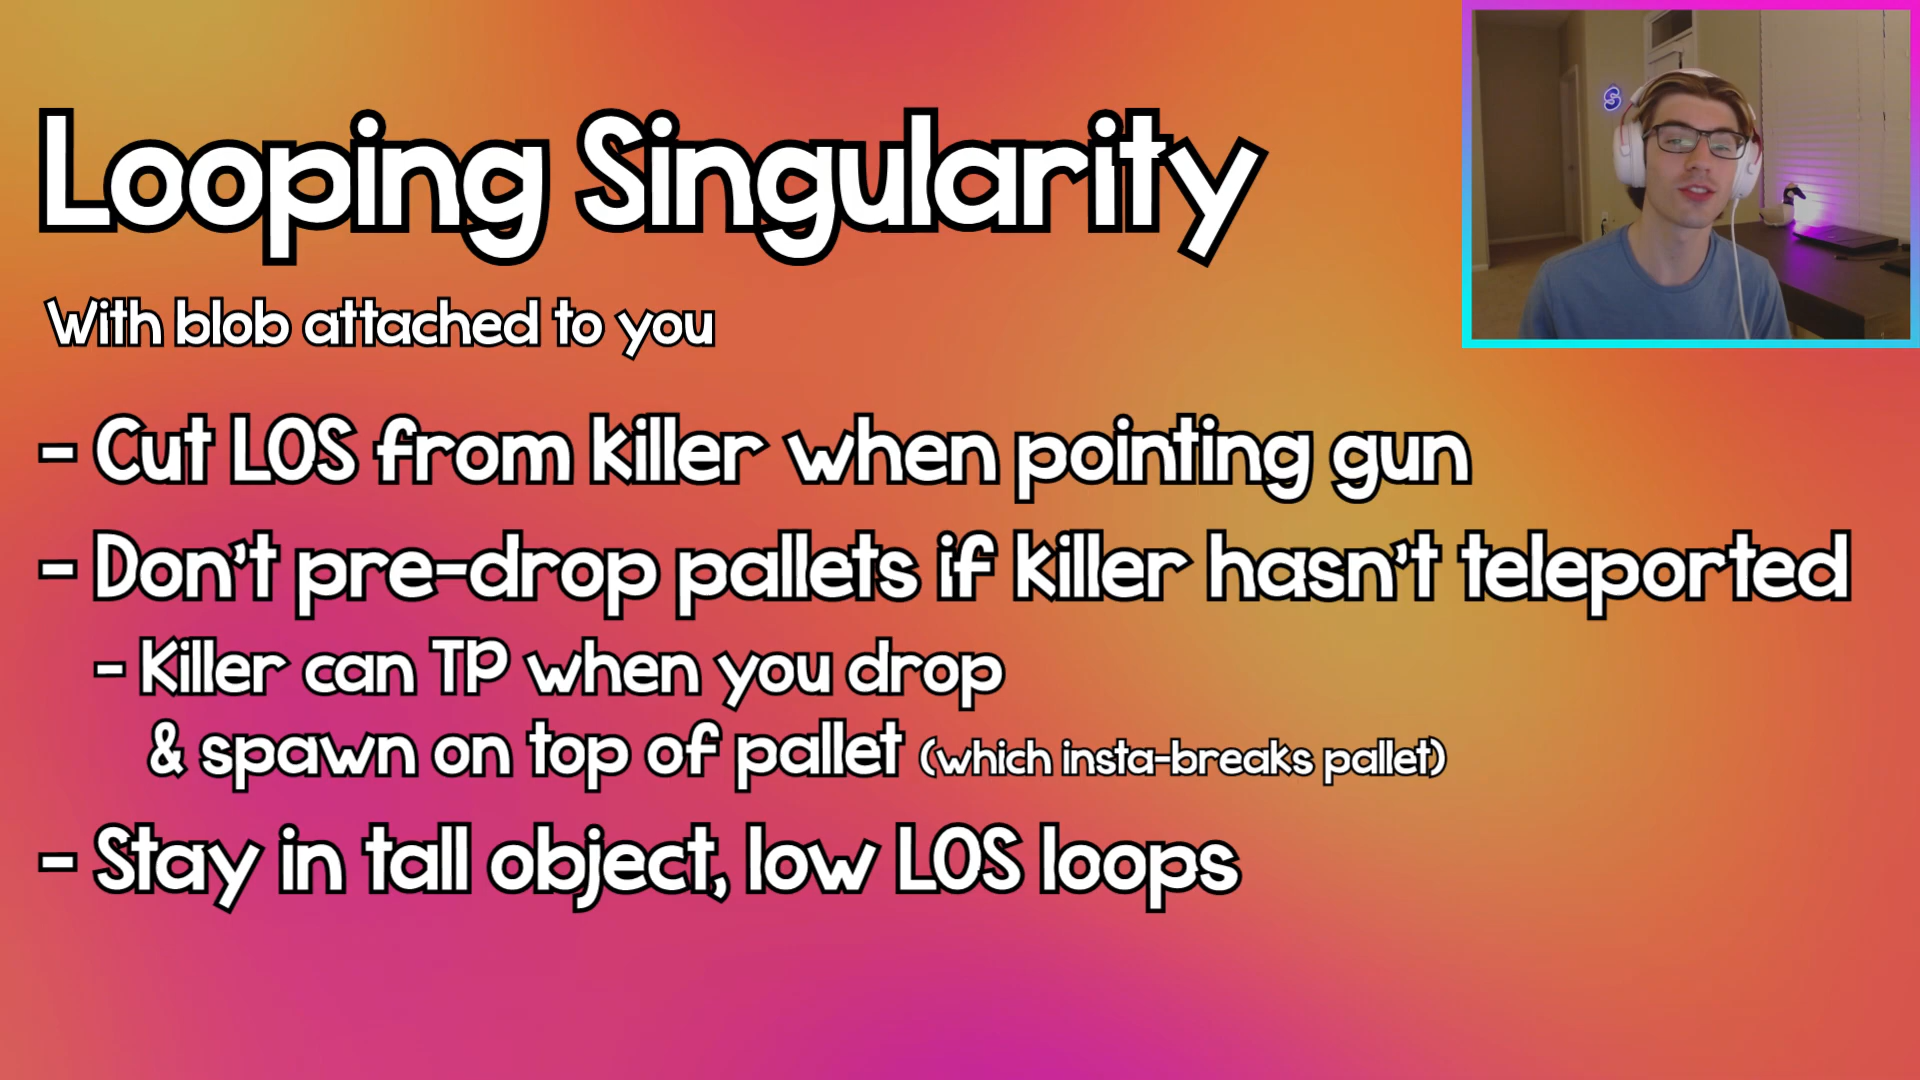 Looping Singularity
With blob attached to you
- Cut LOS from killer when pointing gun
- Don't pre-drop pallets if killer hasn't teleported
- Killer can TP when you drop
& spawn on top of pallet (which insta-breaks pallet)
- Stay in tall object, low LOS loops